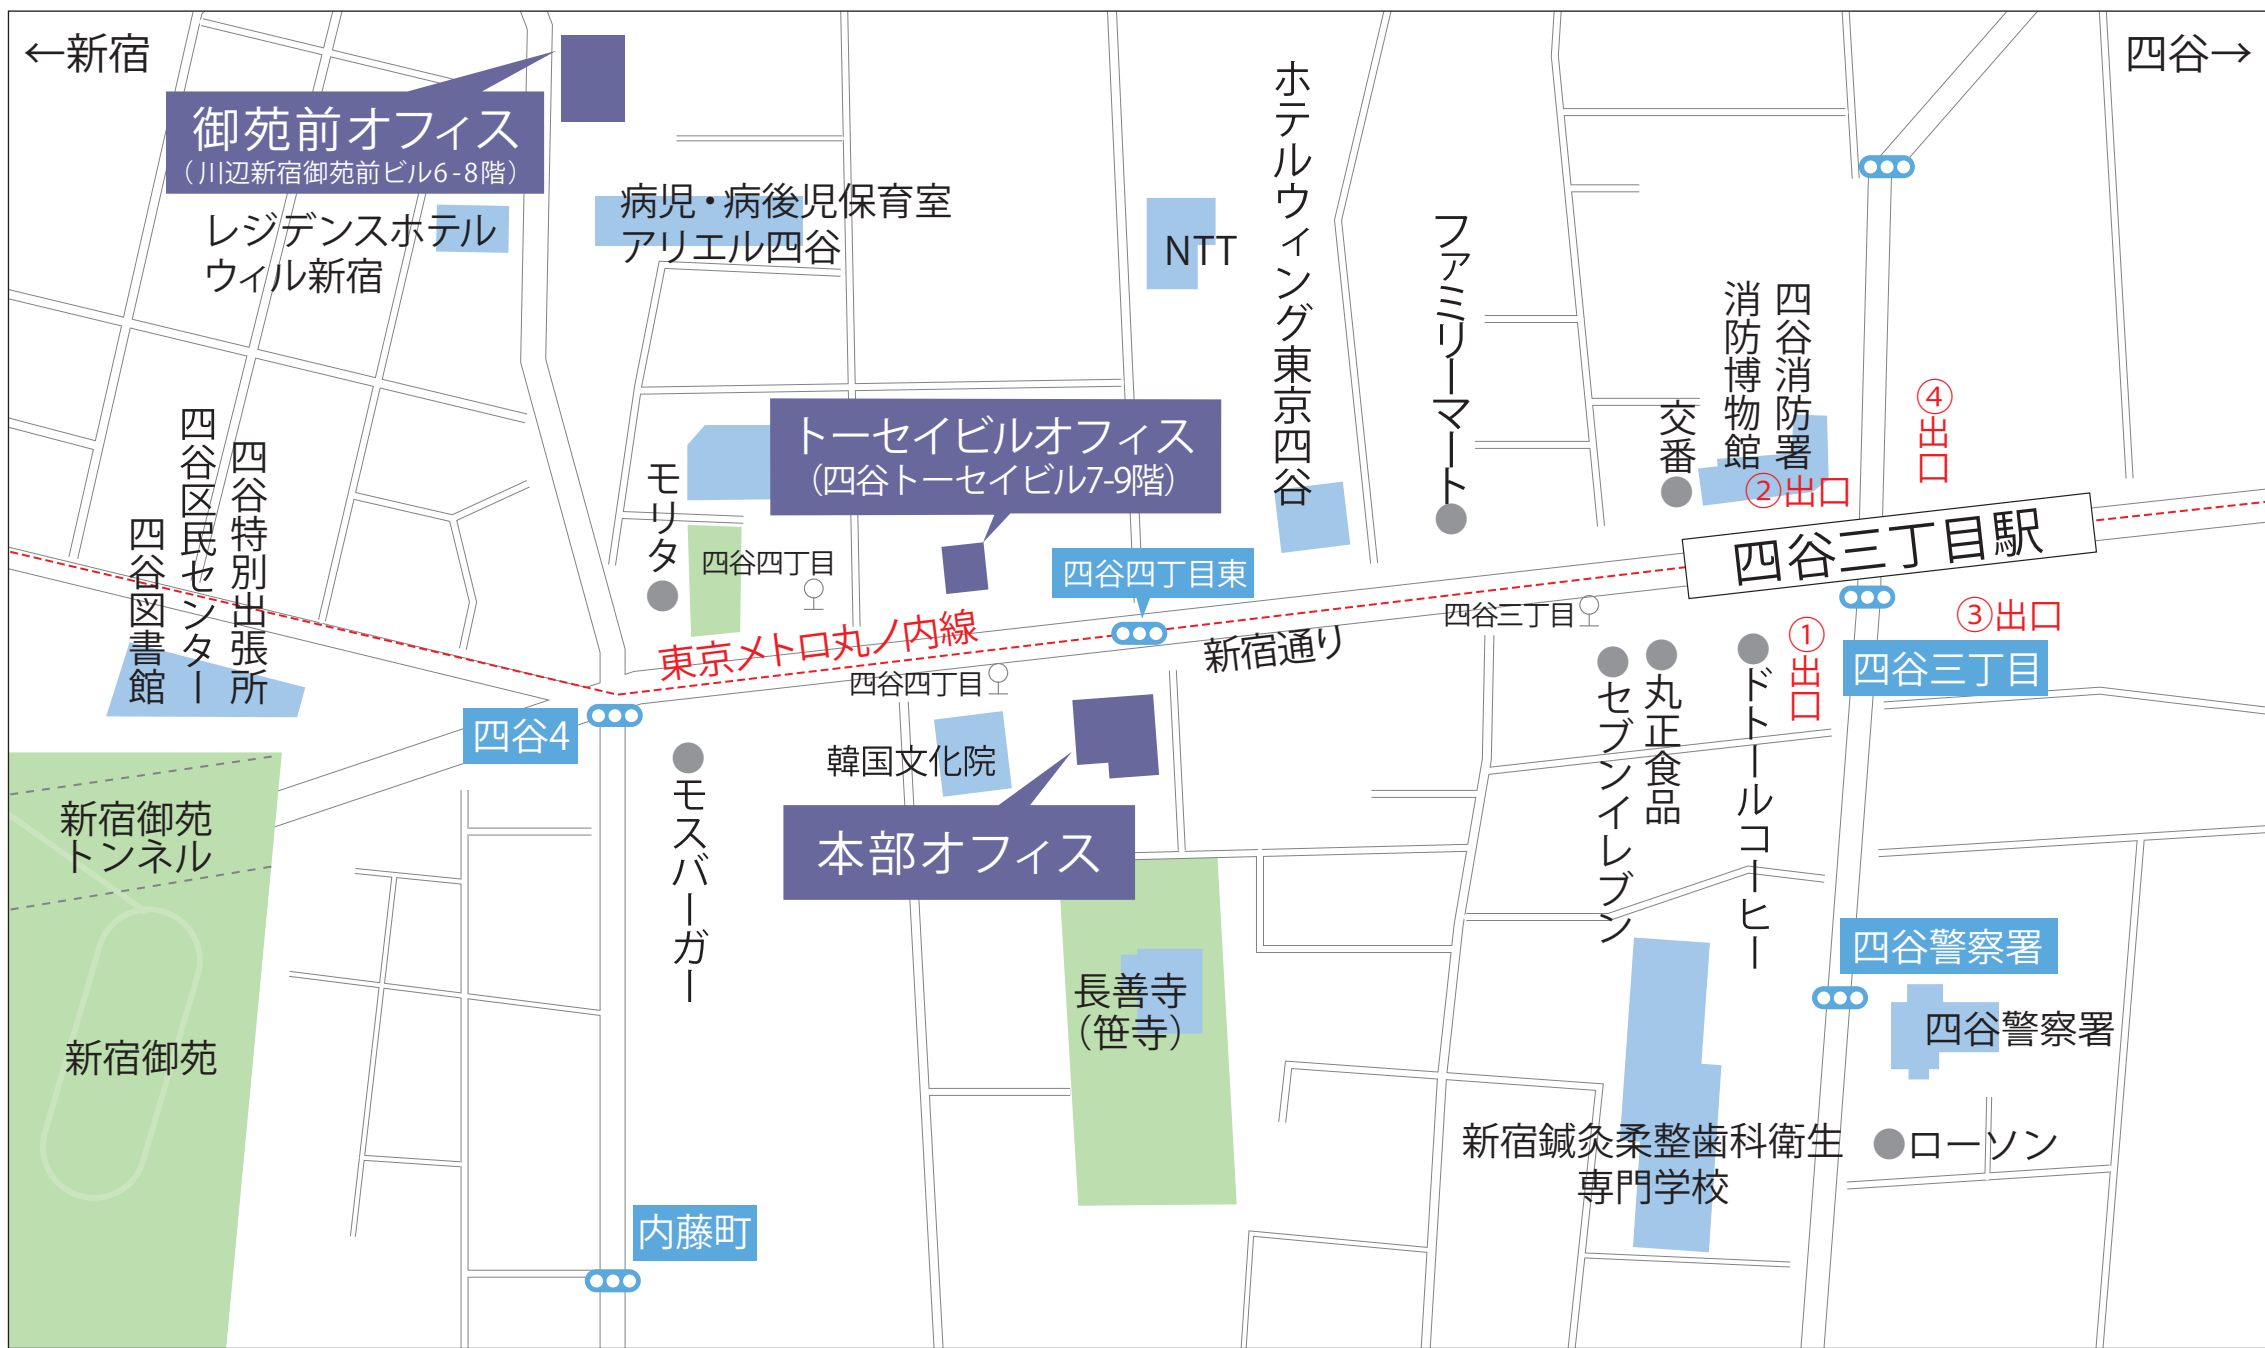 ←新宿
四谷→
御苑前オフィス
（川辺新宿御苑前ビル6-8階）
レジデンスホテル
ウィル新宿
病児・病後児保育室
アリエル四谷
NTT
ホテルウィング東京四谷
ファミリーマート
四谷消防署
消防博物館
交番
②出口
④出口
四谷特別出張所
四谷区民センター
四谷図書館
モリタ
トーセイビルオフィス
（四谷トーセイビル7-9階）
四谷四丁目
四谷四丁目東
四谷三丁目駅
東京メトロ丸ノ内線
新宿通り
四谷三丁目
①出口
③出口
四谷三丁目
四谷四丁目
四谷4
韓国文化院
本部オフィス
モスバーガー
セブンイレブン
丸正食品
ドトールコーヒー
新宿御苑
トンネル
新宿御苑
長善寺
（笹寺）
四谷警察署
四谷警察署
新宿鍼灸柔整歯科衛生
専門学校
ローソン
内藤町